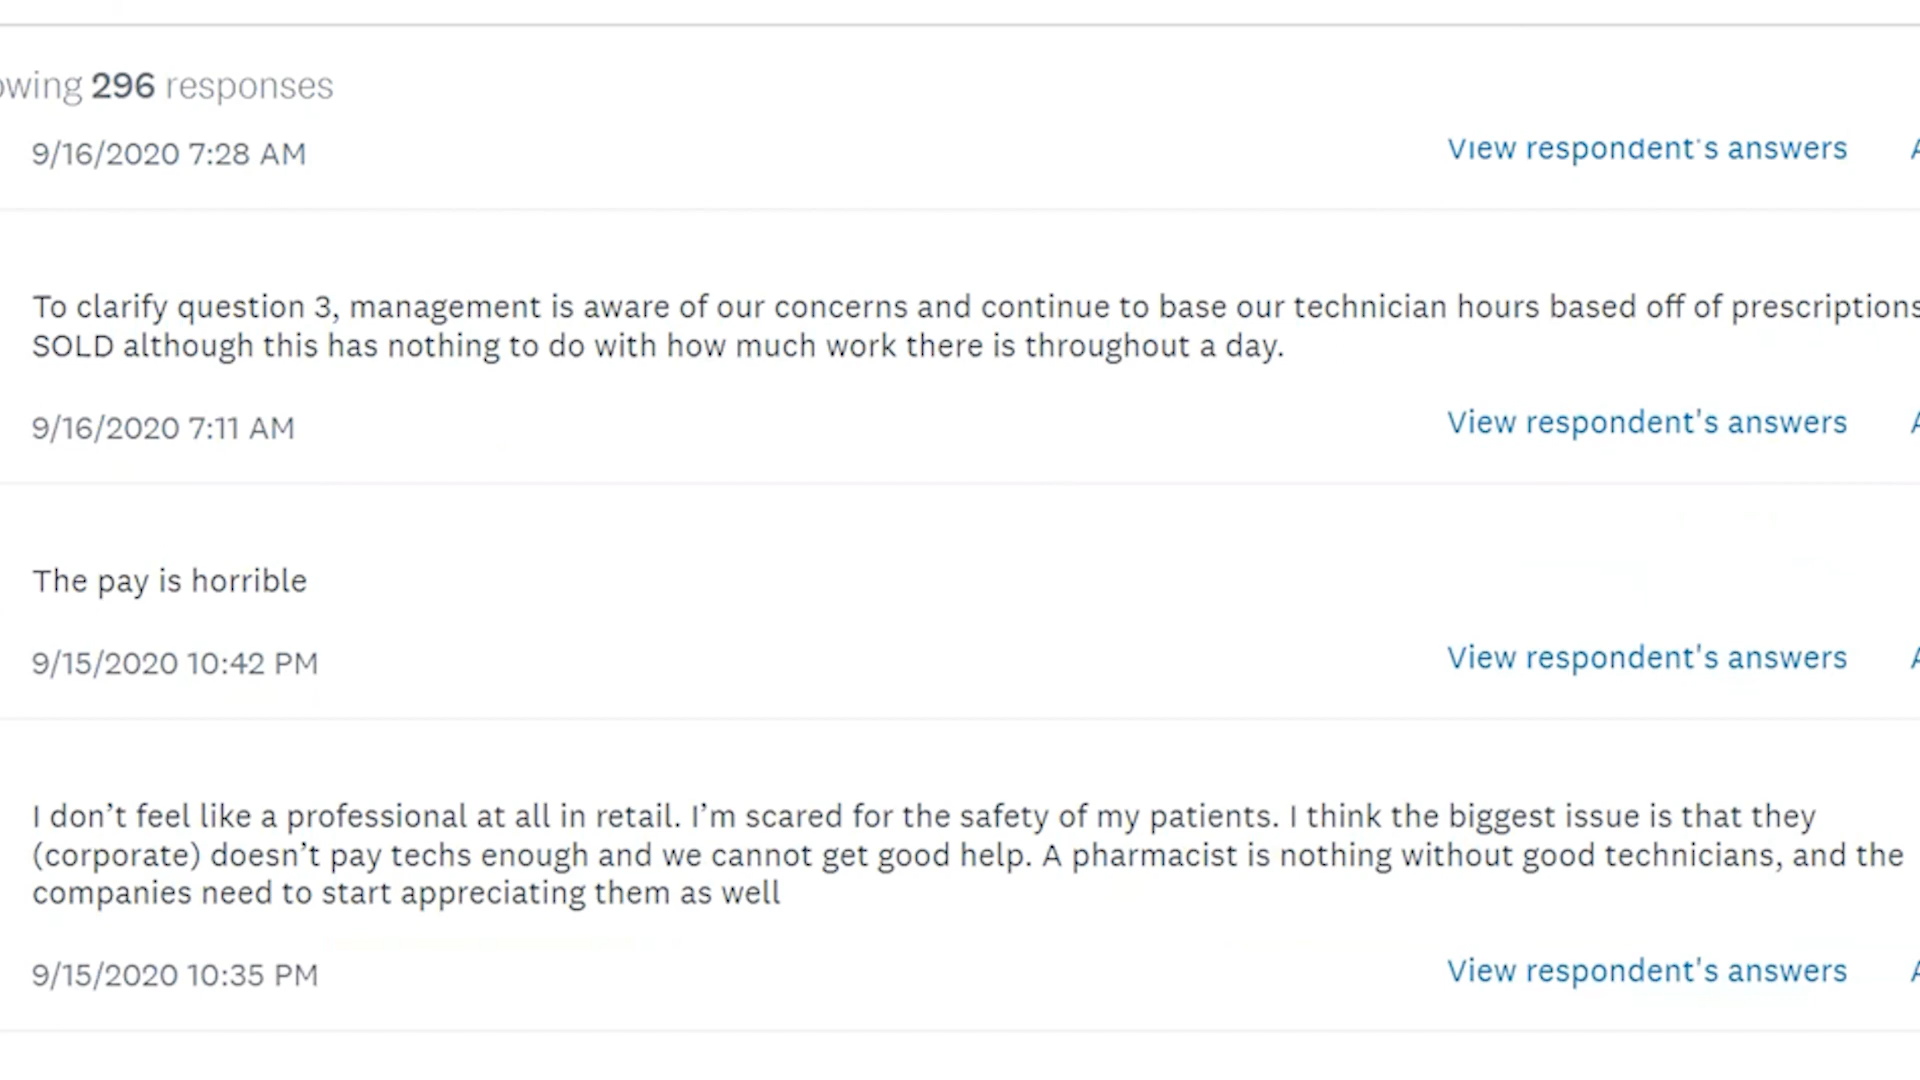 owing 296 responses
9/16/2020 7:28 AM View respondent's answers A
To clarify question 3, management is aware of our concerns and continue to base our technician hours based off of prescriptions
SOLD although this has nothing to do with how much work there is throughout a day.
9/16/2020 7:11 AM View respondent's answers A
The pay is horrible
9/15/2020 10:42 PM View respondent's answers A
I don’t feel like a professional at all in retail. I’m scared for the safety of my patients. I think the biggest issue is that they
(corporate) doesn’t pay techs enough and we cannot get good help. A pharmacist is nothing without good technicians, and the
companies need to start appreciating them as well
9/15/2020 10:35 PM View respondent's answers A